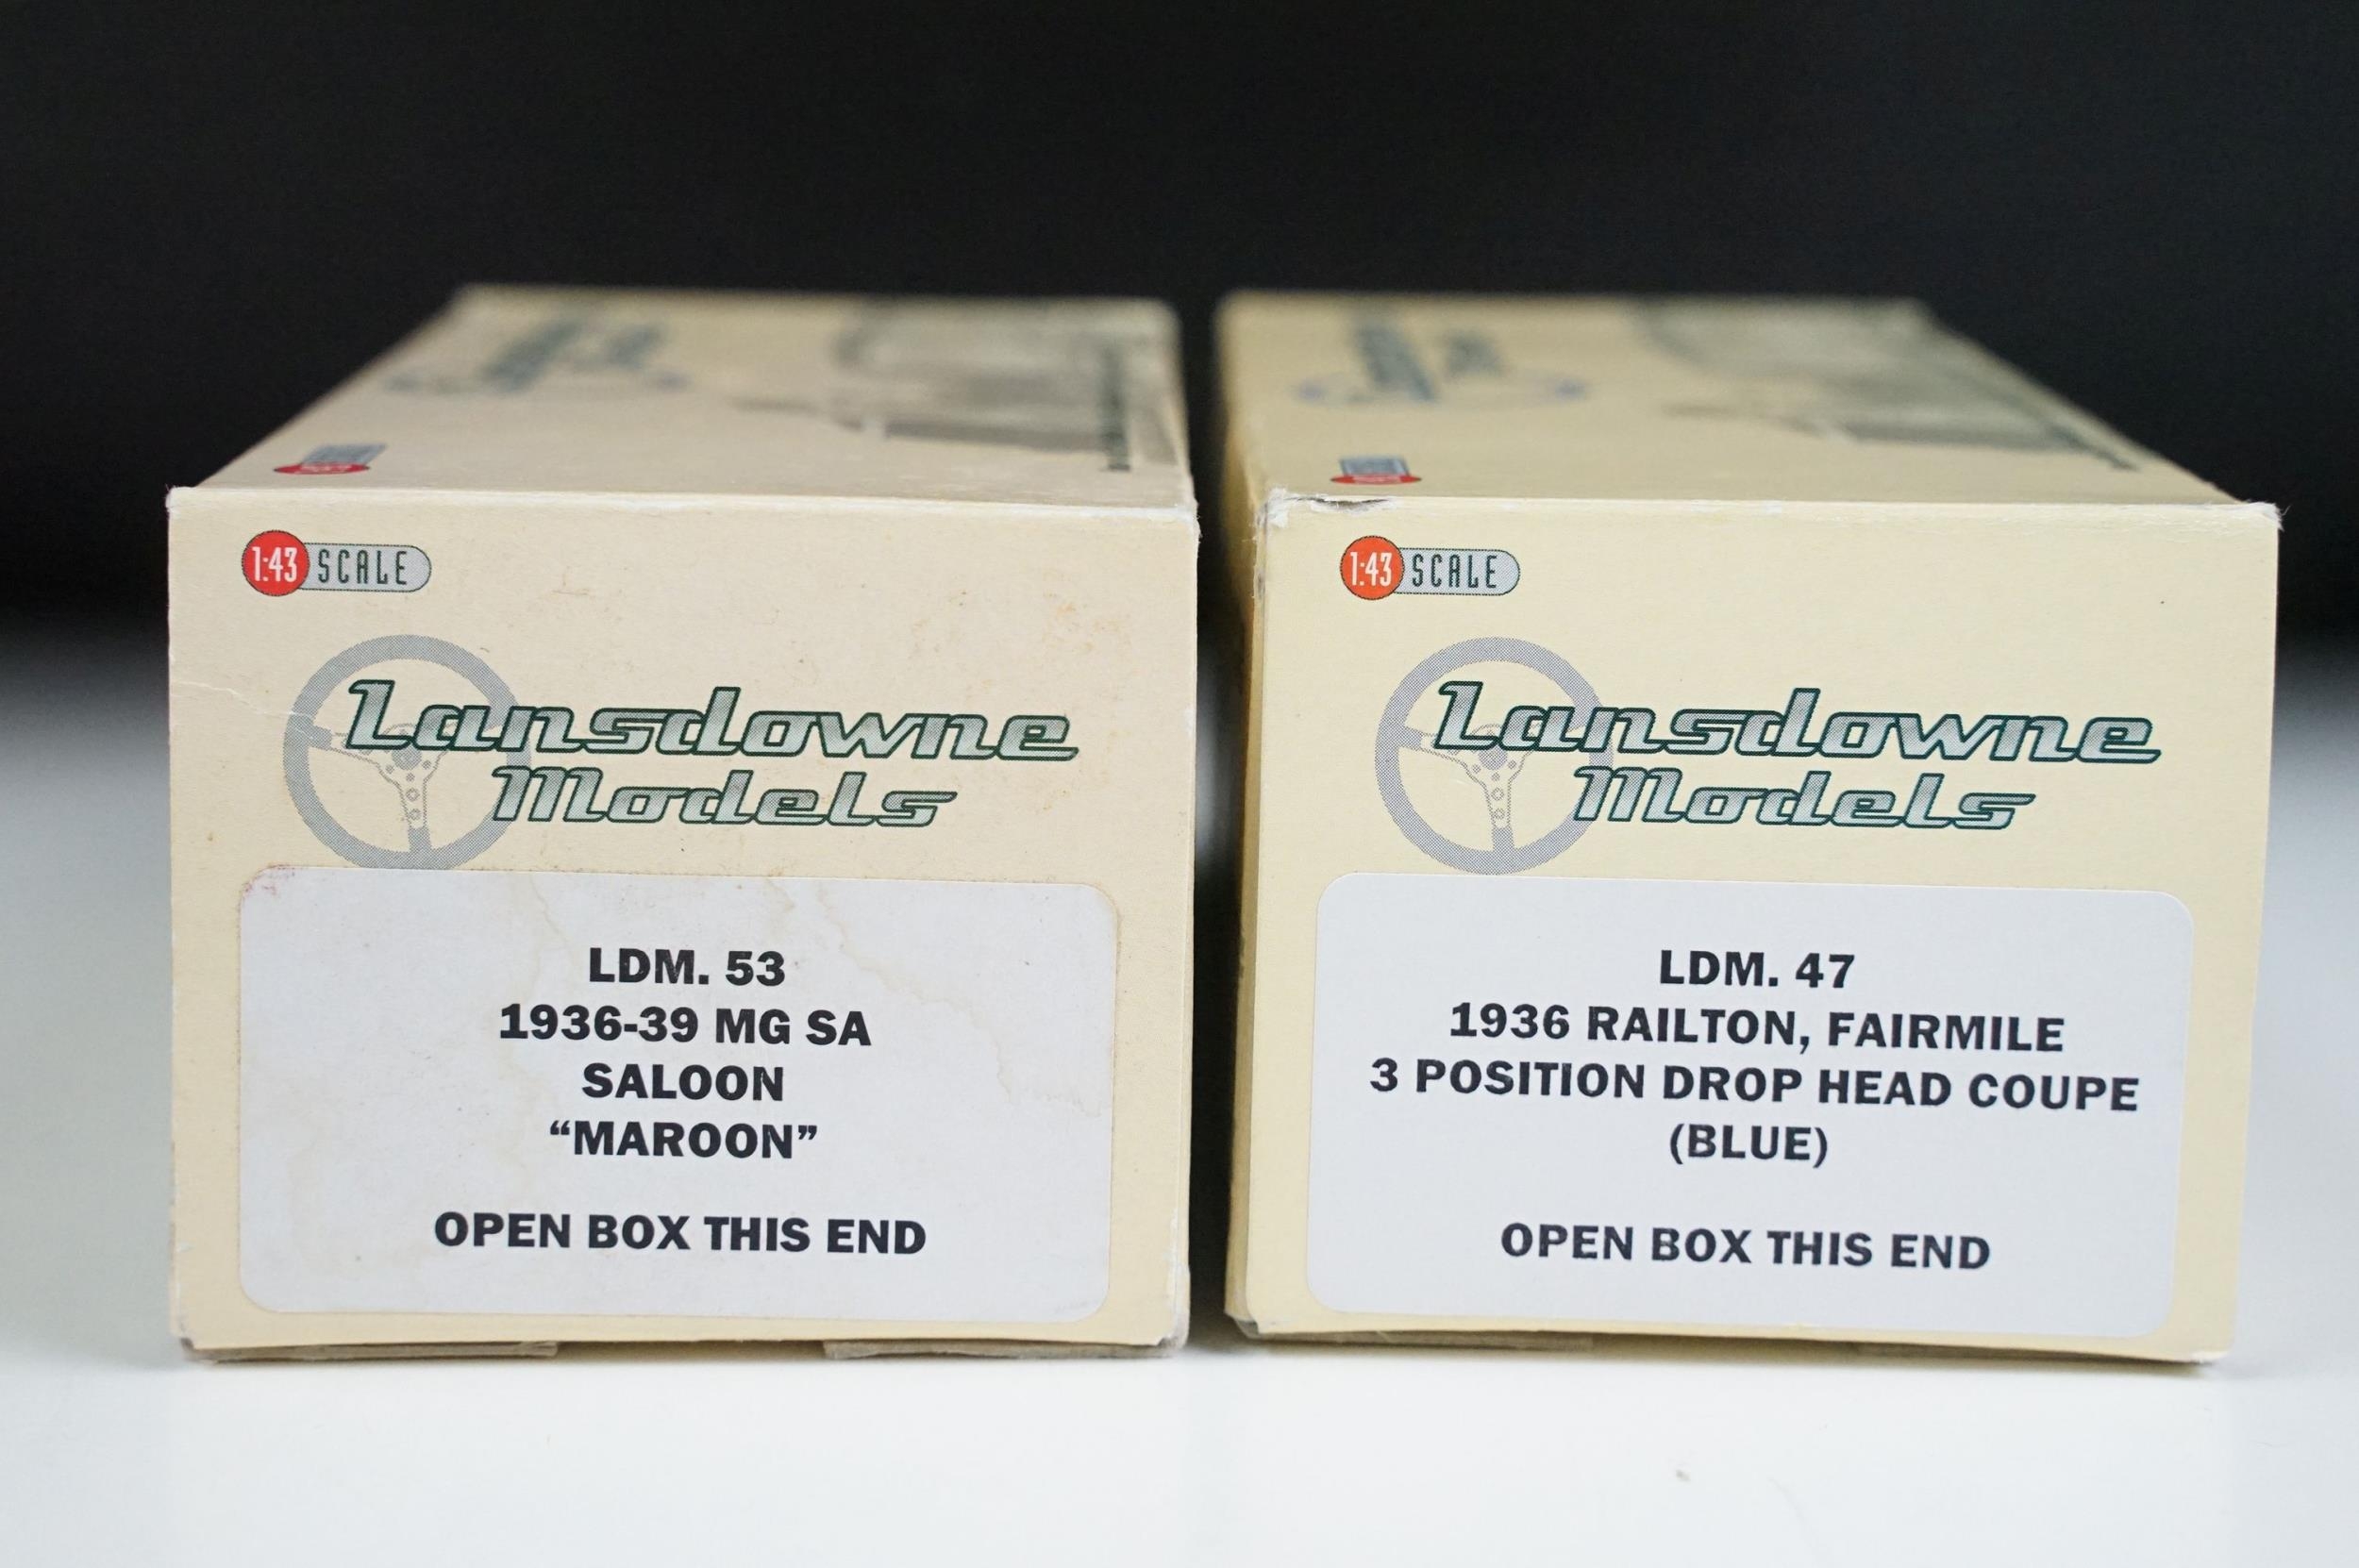 1:43 SCALE
Lansdowne
Models
LDM. 53
1936-39 MG SA
SALOON
“MAROON”
OPEN BOX THIS END
1:43 SCALE
Lansdowne
Models
LDM. 47
1936 RAILTON, FAIRMILE
3 POSITION DROP HEAD COUPE
(BLUE)
OPEN BOX THIS END